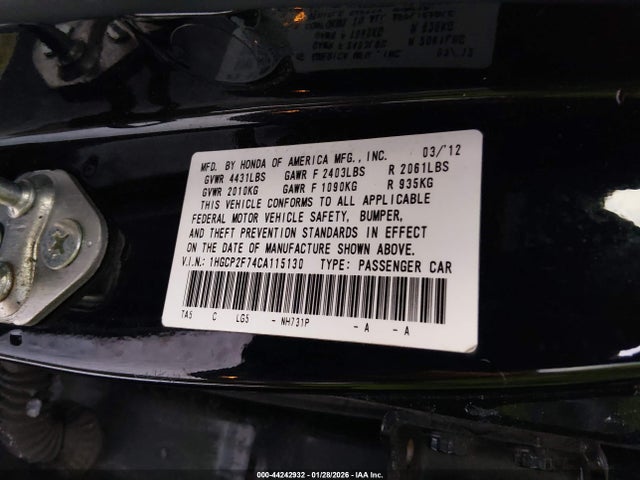 MFD. BY HONDA OF AMERICA MFG., INC. 03/'12
GVWR 4431LBS GAWR F 2403LBS R 2061LBS
GVWR 2010KG GAWR F 1090KG R 935KG
THIS VEHICLE CONFORMS TO ALL APPLICABLE
FEDERAL MOTOR VEHICLE SAFETY, BUMPER,
AND THEFT PREVENTION STANDARDS IN EFFECT
ON THE DATE OF MANUFACTURE SHOWN ABOVE.
V.I.N.: 1HGCP2F74CA115130 TYPE: PASSENGER CAR
TA5 C LG5 - NH731P - A - A
000-44242932 | 01/28/2026 - IAA Inc.